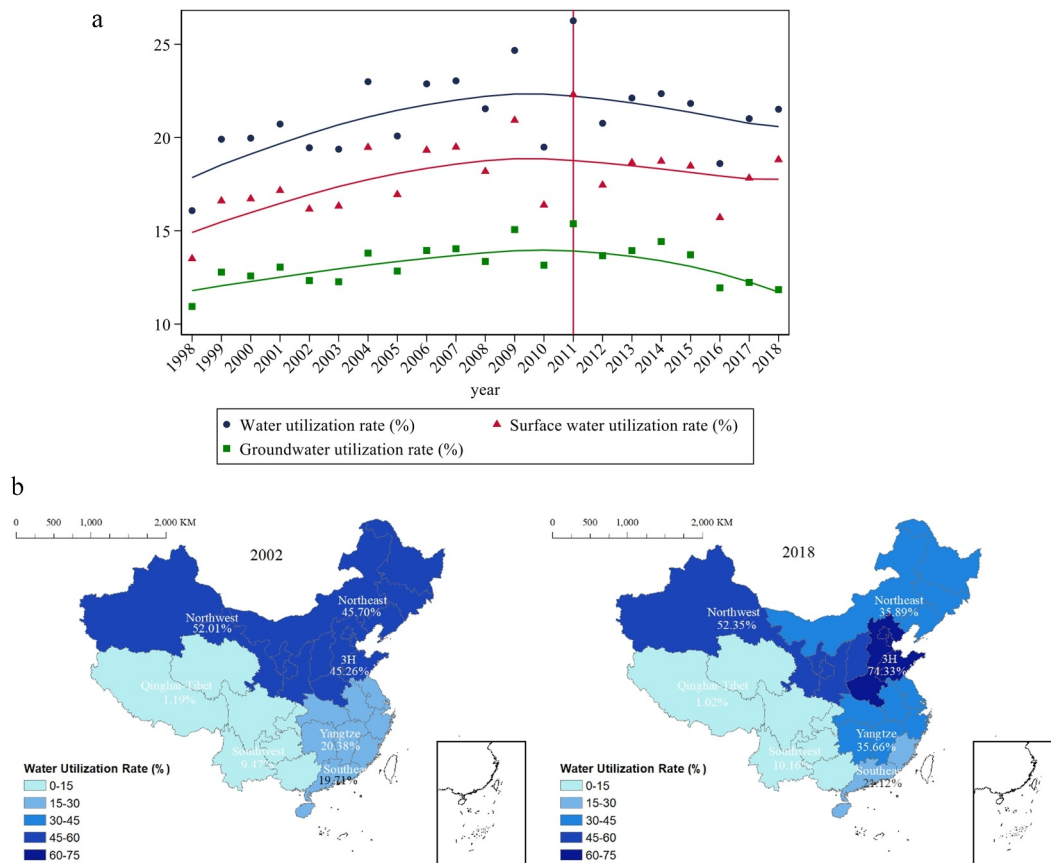 a
25
20
15
10
1998 1999 2000 2001 2002 2003 2004 2005 2006 2007 2008 2009 2010 2011 2012 2013 2014 2015 2016 2017 2018
year
Water utilization rate (%) Surface water utilization rate (%)
Groundwater utilization rate (%)
b
0 500 1,000 2,000 KM
2002
Northeast
45.70%
Northwest
52.01%
3H
45.26%
Qinghai-Tibet
1.19%
Yangtze
20.38%
Southwest
9.47%
Southeast
19.71%
Water Utilization Rate (%)
0-15
15-30
30-45
45-60
60-75
0 500 1,000 2,000 KM
2018
Northeast
35.89%
Northwest
52.35%
3H
74.33%
Qinghai-Tibet
1.02%
Yangtze
35.66%
Southwest
10.16%
Southeast
21.12%
Water Utilization Rate (%)
0-15
15-30
30-45
45-60
60-75